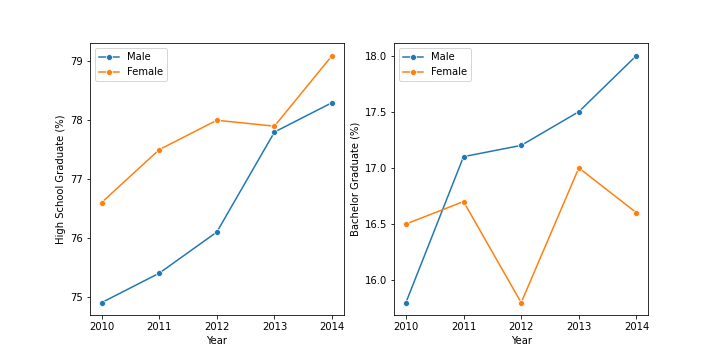 Male
Female
High School Graduate (%)
79
78
77
76
75
2010 2011 2012 2013 2014
Year
Male
Female
Bachelor Graduate (%)
18.0
17.5
17.0
16.5
16.0
2010 2011 2012 2013 2014
Year